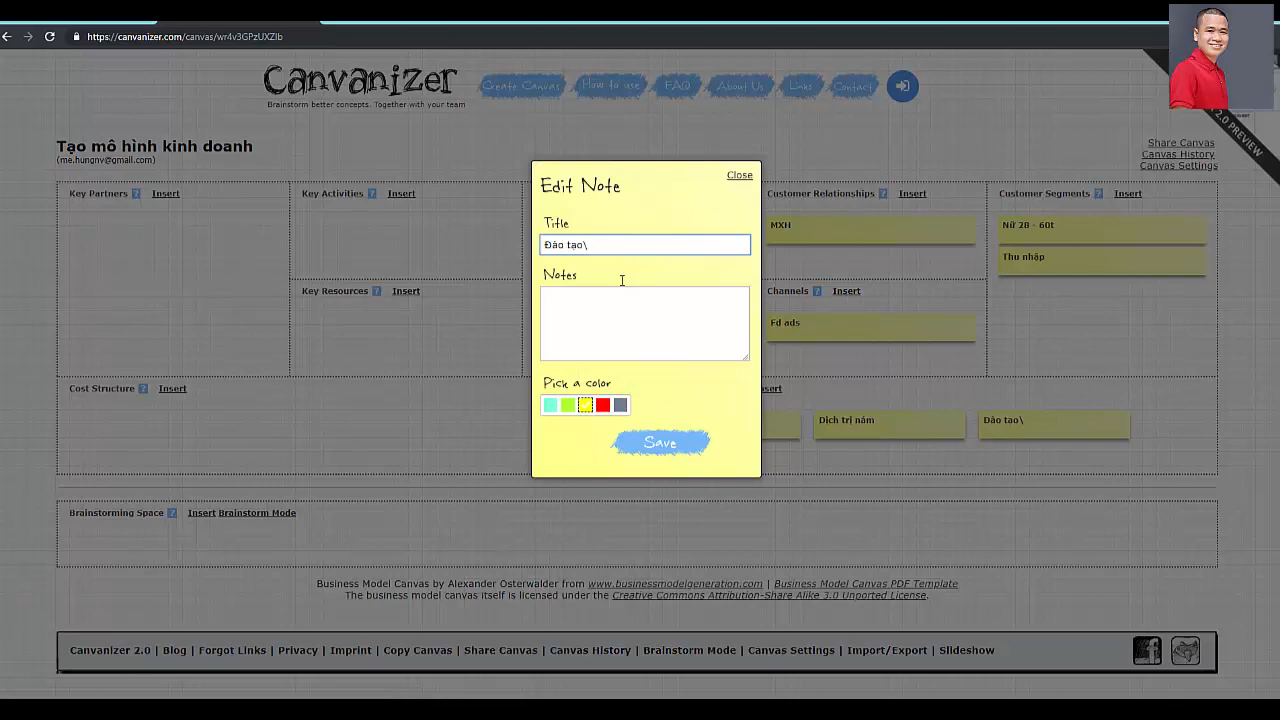 https://canvanizer.com/canvas/wr4v3GPzUXZIb
Canvanizer
Brainstorm better concepts. Together with your team
Create Canvas How to use FAQ About Us Links Contact
2.0 PREVIEW
Tạo mô hình kinh doanh
(me.hungnv@gmail.com)
Share Canvas
Canvas History
Canvas Settings
Key Partners ? Insert
Key Activities ? Insert
Key Resources ? Insert
Customer Relationships ? Insert
MXH
Channels ? Insert
Fd ads
Customer Segments ? Insert
Nữ 28 - 60t
Thu nhập
Cost Structure ? Insert
Dịch trị nám
Đào tạo\
Edit Note
Close
Title
Đào tạo\
Notes
Pick a color
Save
Brainstorming Space ? Insert Brainstorm Mode
Business Model Canvas by Alexander Osterwalder from www.businessmodelgeneration.com | Business Model Canvas PDF Template
The business model canvas itself is licensed under the Creative Commons Attribution-Share Alike 3.0 Unported License.
Canvanizer 2.0 | Blog | Forgot Links | Privacy | Imprint | Copy Canvas | Share Canvas | Canvas History | Brainstorm Mode | Canvas Settings | Import/Export | Slideshow